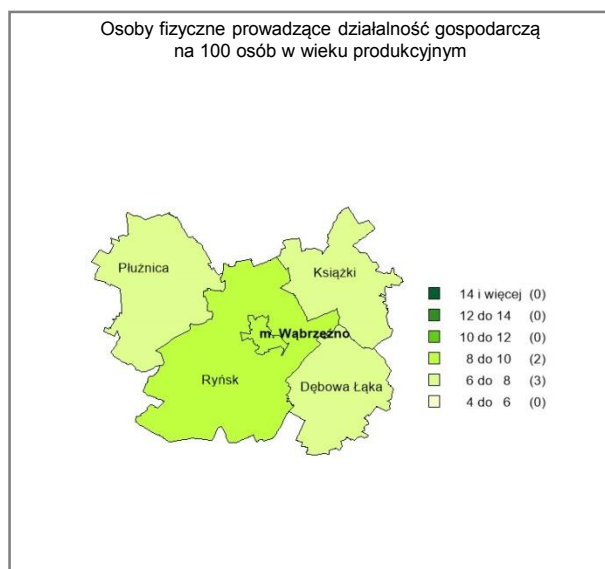 Osoby fizyczne prowadzące działalność gospodarczą
na 100 osób w wieku produkcyjnym
Płużnica
Książki
m. Wąbrzeźno
Ryńsk
Dębowa Łąka
14 i więcej (0)
12 do 14 (0)
10 do 12 (0)
8 do 10 (2)
6 do 8 (3)
4 do 6 (0)